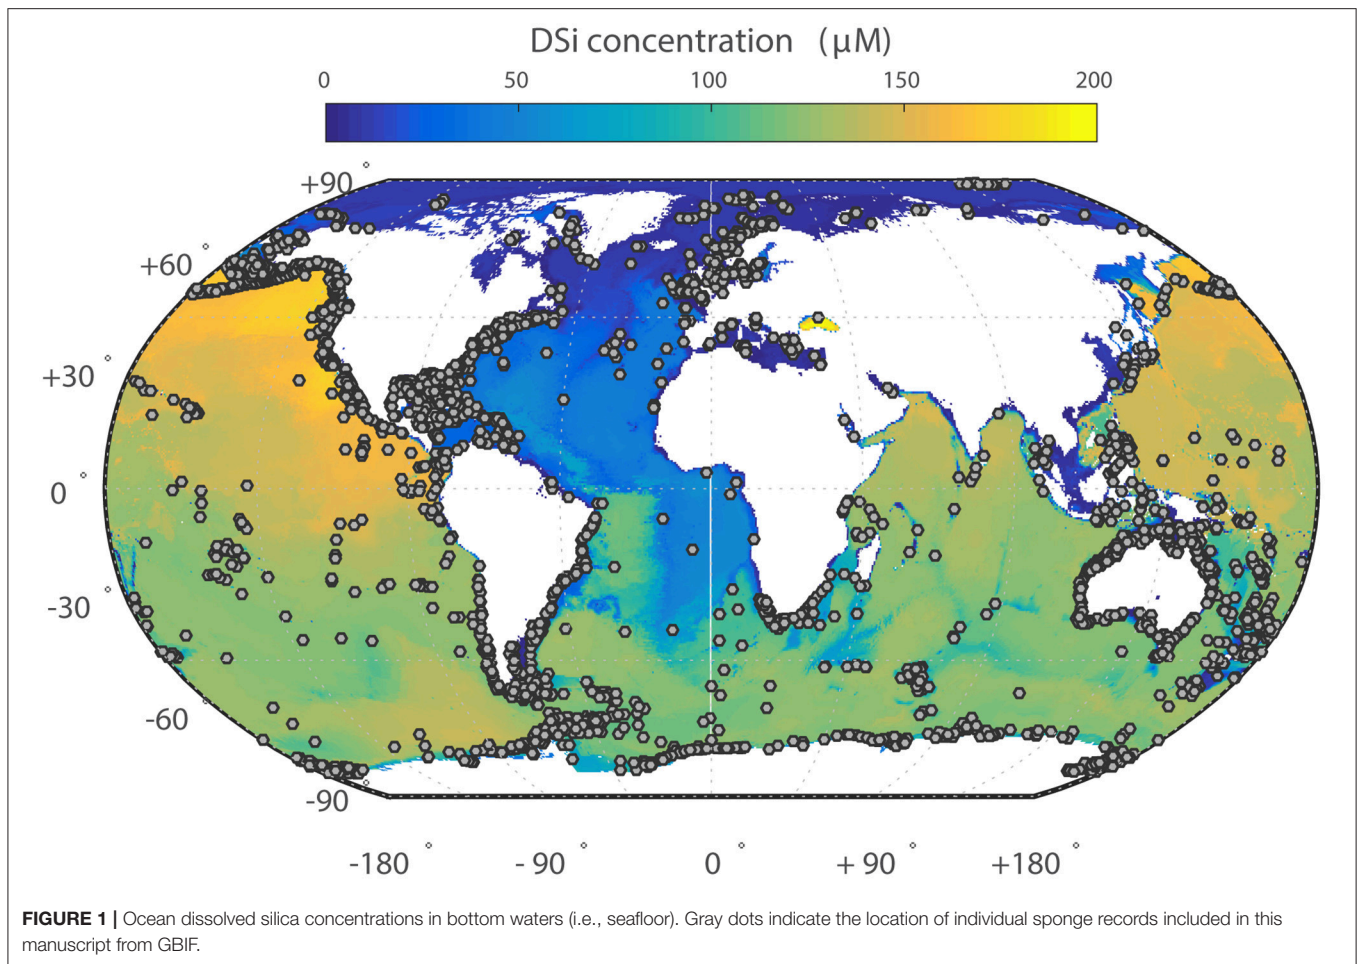 DSi concentration (µM)
0 50 100 150 200
+90°
+60°
+30°
0°
-30°
-60°
-90°
-180° - 90° 0° + 90° +180°
FIGURE 1 | Ocean dissolved silica concentrations in bottom waters (i.e., seafloor). Gray dots indicate the location of individual sponge records included in this
manuscript from GBIF.